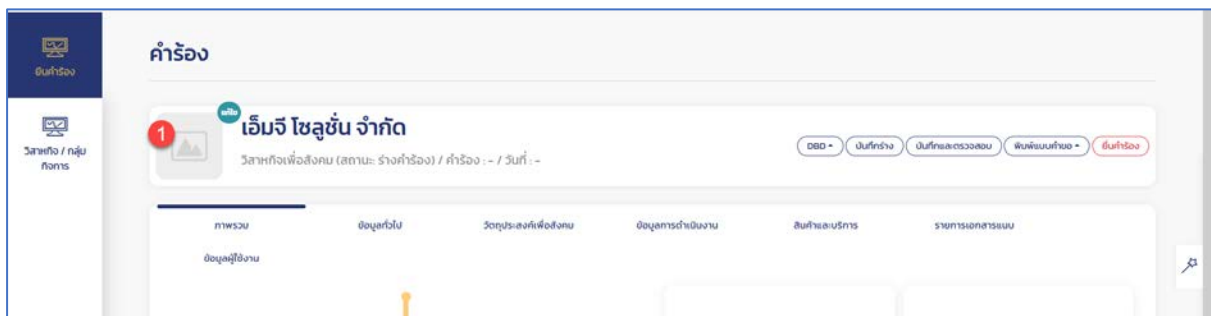 คำร้อง
ยื่นคำร้อง
วิสาหกิจ / กลุ่ม
กิจการ
1
แก้ไข
เอ็มจี โซลูชั่น จำกัด
วิสาหกิจเพื่อสังคม (สถานะ: ร่างคำร้อง) / คำร้อง : - / วันที่ : -
DBD
บันทึกร่าง
บันทึกและตรวจสอบ
พิมพ์แบบคำขอ
ยื่นคำร้อง
ภาพรวม
ข้อมูลทั่วไป
วัตถุประสงค์เพื่อสังคม
ข้อมูลการดำเนินงาน
สินค้าและบริการ
รายการเอกสารแนบ
ข้อมูลผู้ใช้งาน